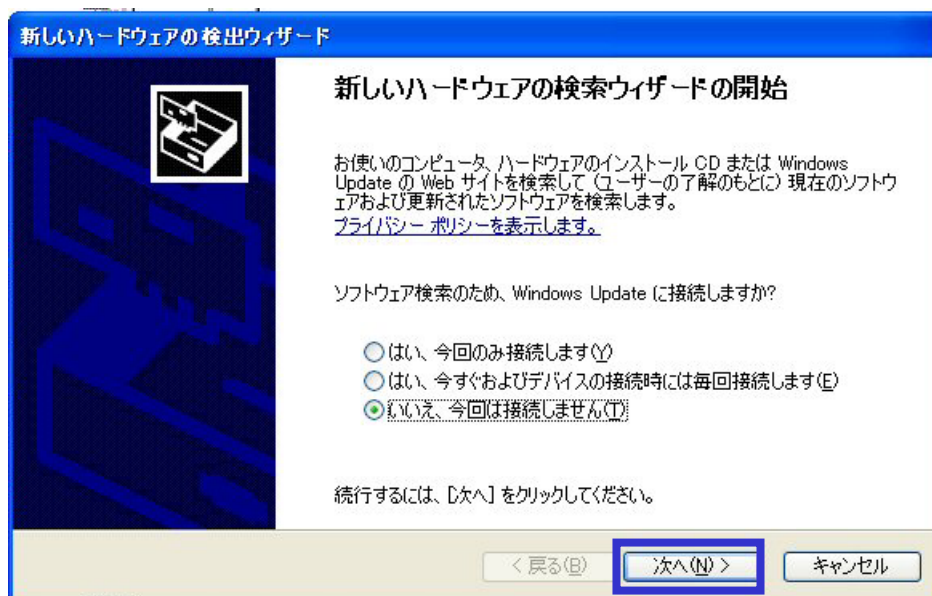 新しいハードウェアの検出ウィザード
新しいハードウェアの検索ウィザードの開始
お使いのコンピュータ、ハードウェアのインストール CD または Windows
Update の Web サイトを検索して (ユーザーの了解のもとに) 現在のソフトウ
ェアおよび更新されたソフトウェアを検索します。
プライバシー ポリシーを表示します。
ソフトウェア検索のため、Windows Update に接続しますか?
はい、今回のみ接続します(Y)
はい、今すぐおよびデバイスの接続時には毎回接続します(E)
いいえ、今回は接続しません(T)
続行するには、[次へ] をクリックしてください。
< 戻る(B) 次へ(N) > キャンセル